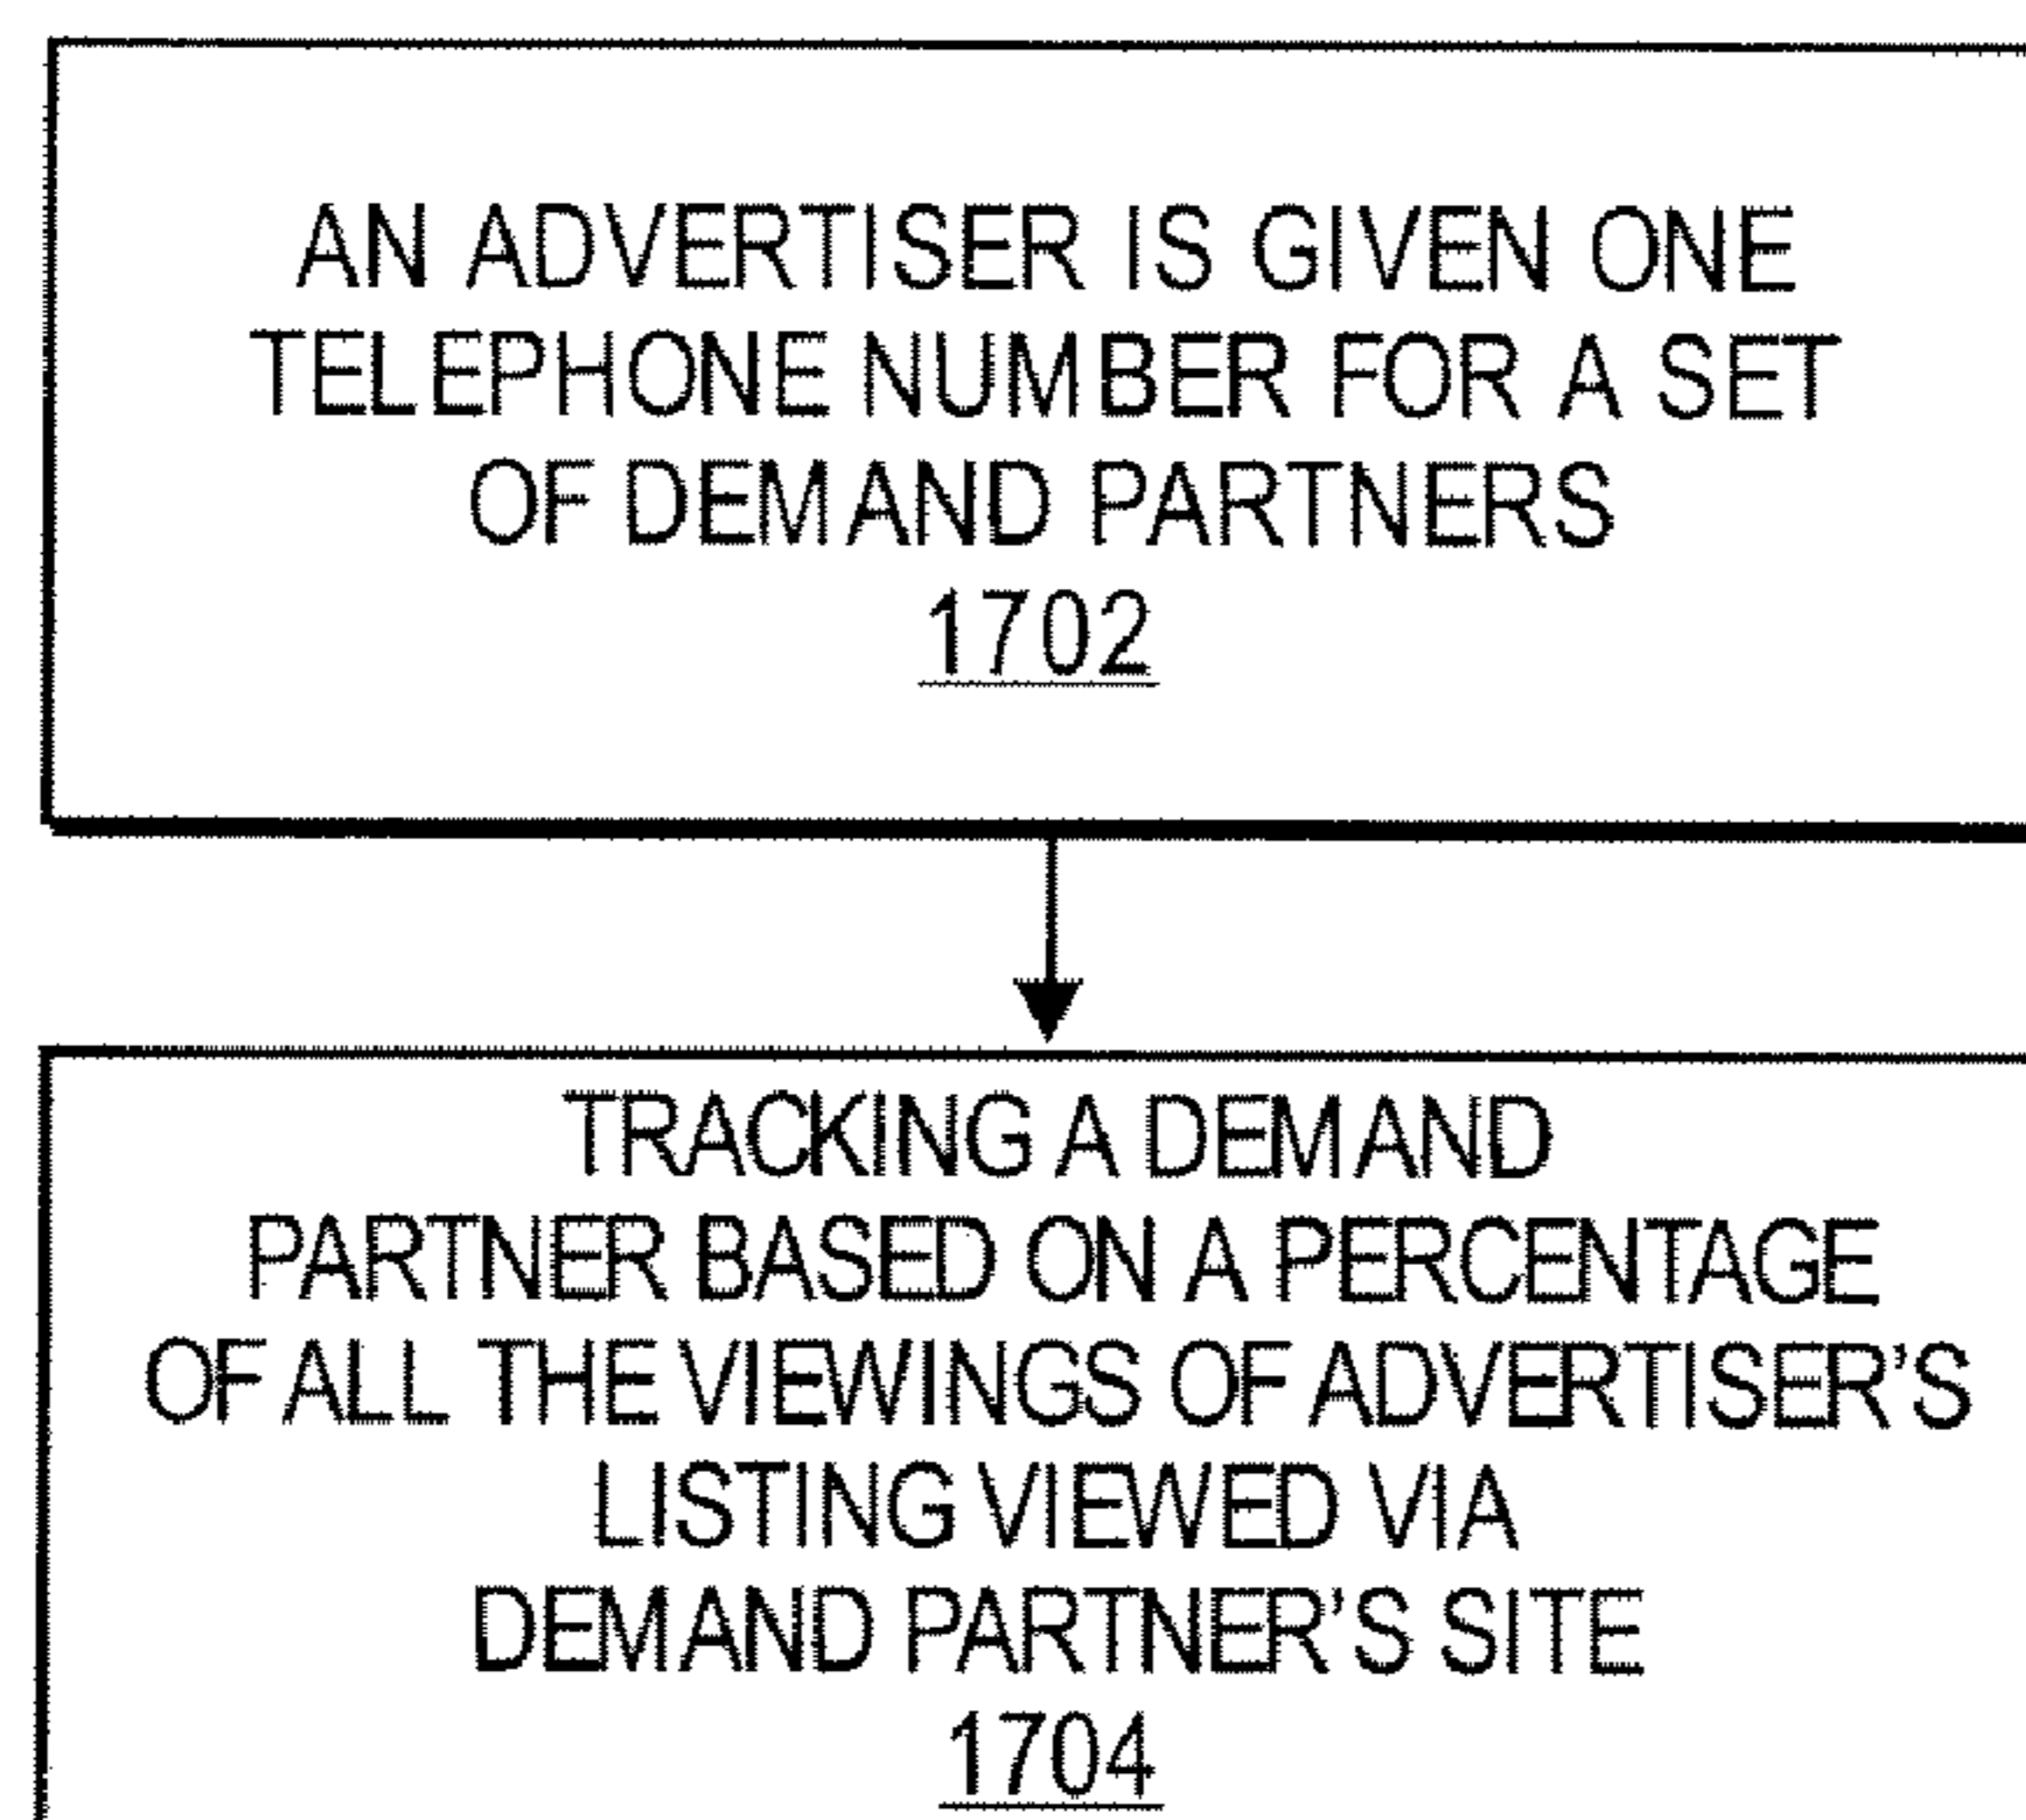 AN ADVERTISER IS GIVEN ONE
TELEPHONE NUMBER FOR A SET
OF DEMAND PARTNERS
1702
TRACKING A DEMAND
PARTNER BASED ON A PERCENTAGE
OF ALL THE VIEWINGS OF ADVERTISER'S
LISTING VIEWED VIA
DEMAND PARTNER'S SITE
1704